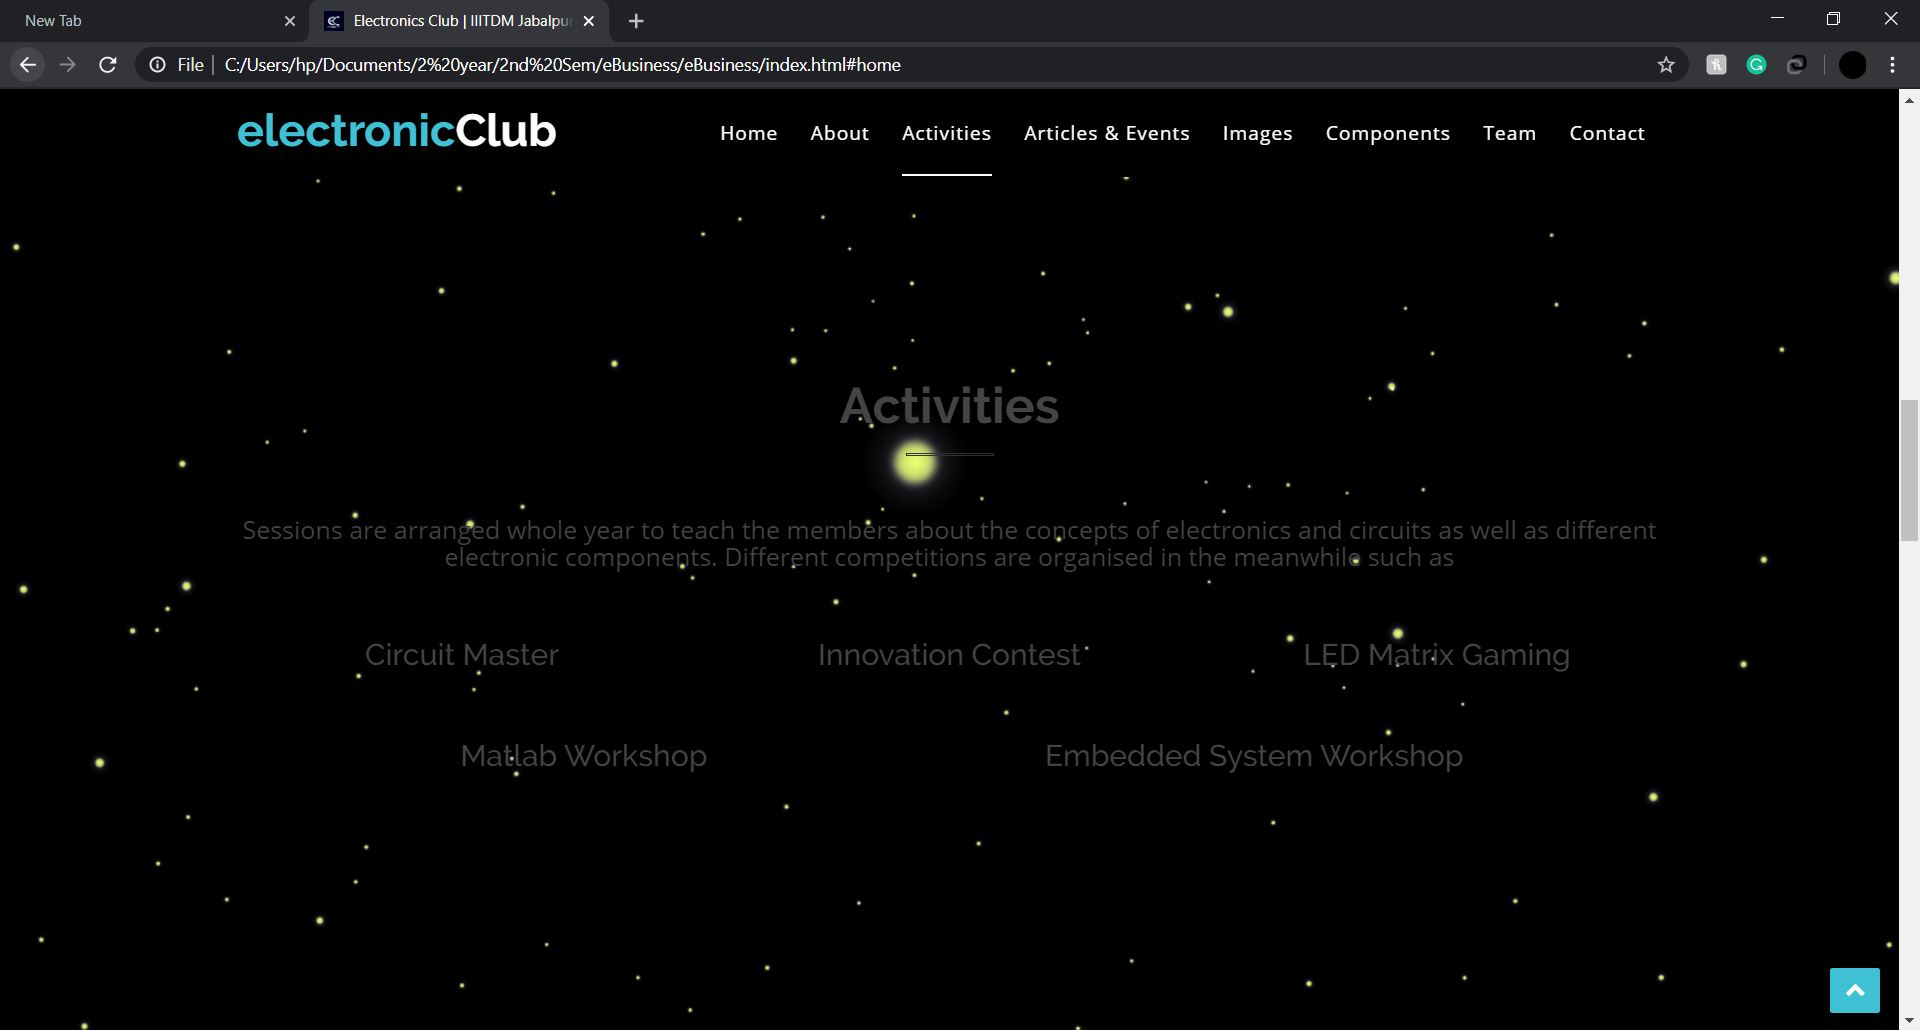 New Tab
Electronics Club | IIITDM Jabalpu
File
C:/Users/hp/Documents/2%20year/2nd%20Sem/eBusiness/eBusiness/index.html#home
electronicClub
Home About Activities Articles & Events Images Components Team Contact
Activities
Sessions are arranged whole year to teach the members about the concepts of electronics and circuits as well as different
electronic components. Different competitions are organised in the meanwhile such as
Circuit Master Innovation Contest LED Matrix Gaming
Matlab Workshop Embedded System Workshop